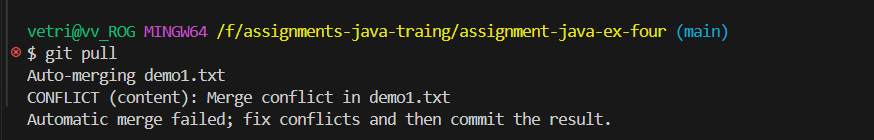 vetri@vv_ROG MINGW64 /f/assignments-java-traing/assignment-java-ex-four (main)
$ git pull
Auto-merging demo1.txt
CONFLICT (content): Merge conflict in demo1.txt
Automatic merge failed; fix conflicts and then commit the result.